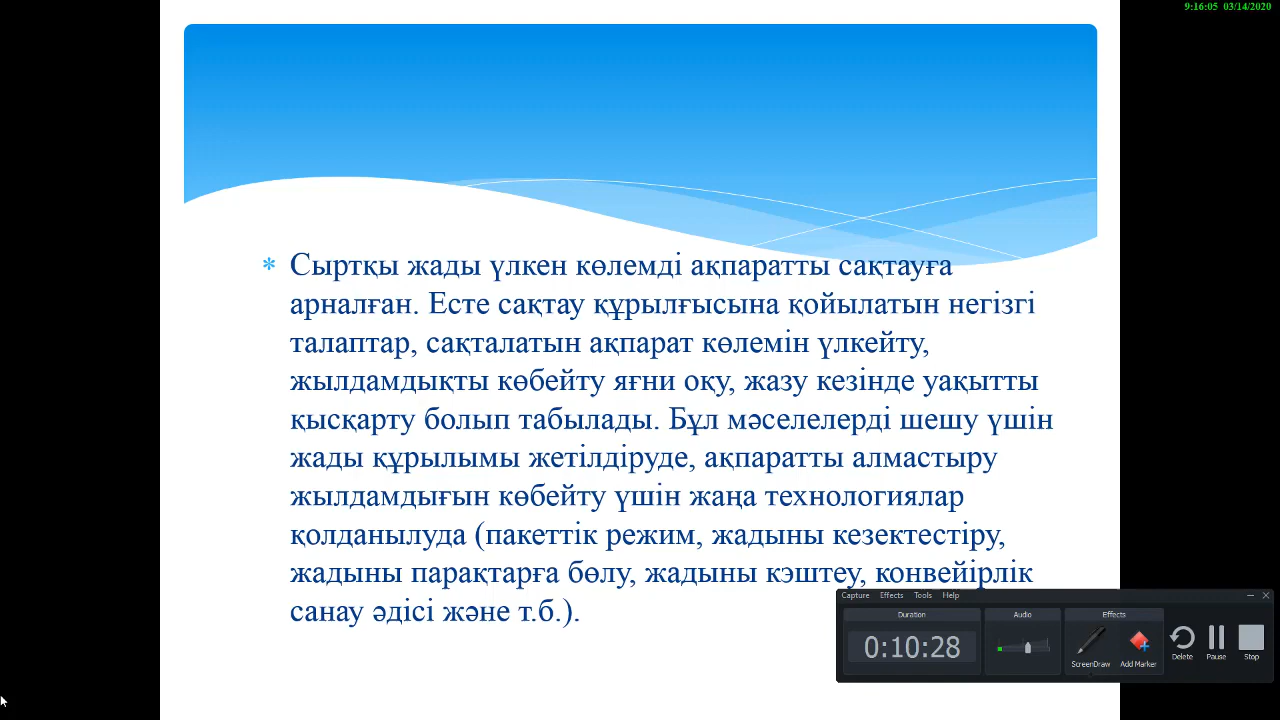 9:16:05 03/14/2020
* Сыртқы жады үлкен көлемді ақпаратты сақтауға
арналған. Есте сақтау құрылғысына қойылатын негізгі
талаптар, сақталатын ақпарат көлемін үлкейту,
жылдамдықты көбейту яғни оқу, жазу кезінде уақытты
қысқарту болып табылады. Бұл мәселелерді шешу үшін
жады құрылымы жетілдіруде, ақпаратты алмастыру
жылдамдығын көбейту үшін жаңа технологиялар
қолданылуда (пакеттік режим, жадыны кезектестіру,
жадыны парақтарға бөлу, жадыны кэштеу, конвейірлік
санау әдісі және т.б.).
Capture Effects Tools Help
Duration Audio Effects
0:10:28
ScreenDraw Add Marker Delete Pause Stop